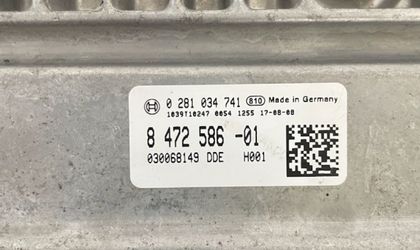 0 281 034 741 810 Made in Germany
1039T10247 0054 1255 17-08-08
8 472 586 -01
030068149 DDE H001